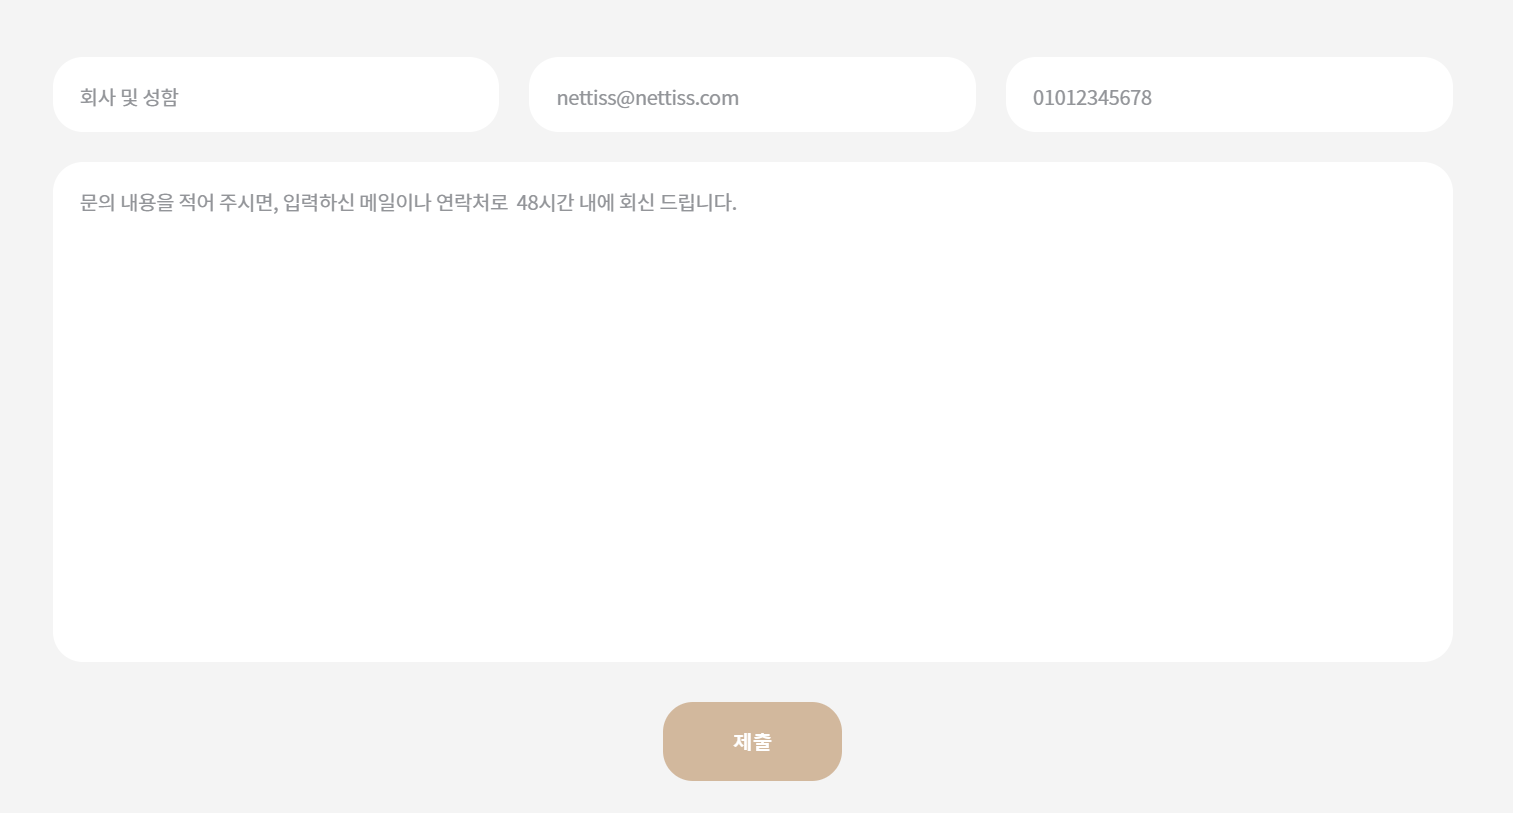 회사 및 성함
nettiss@nettiss.com
01012345678
문의 내용을 적어 주시면, 입력하신 메일이나 연락처로  48시간 내에 회신 드립니다.
제출